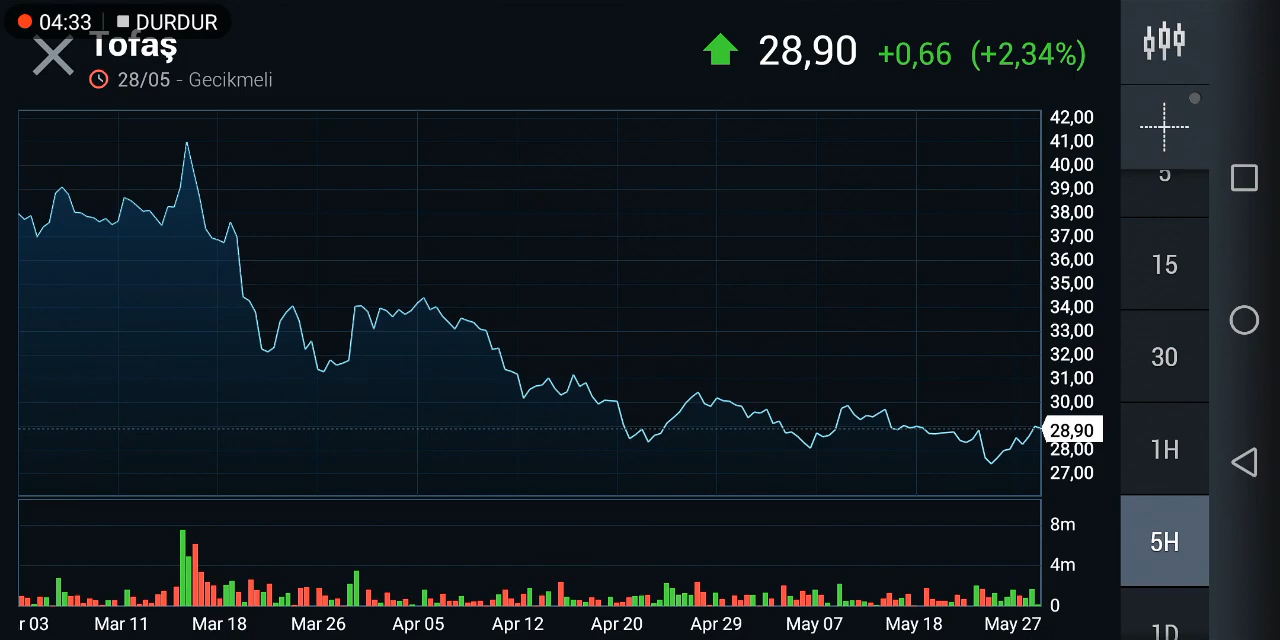 04:33 DURDUR
Tofaş
28/05 - Gecikmeli
28,90 +0,66 (+2,34%)
42,00
41,00
40,00
39,00
38,00
37,00
36,00
35,00
34,00
33,00
32,00
31,00
30,00
28,90
28,00
27,00
8m
4m
0
r 03 Mar 11 Mar 18 Mar 26 Apr 05 Apr 12 Apr 20 Apr 29 May 07 May 18 May 27
5
15
30
1H
5H
1D